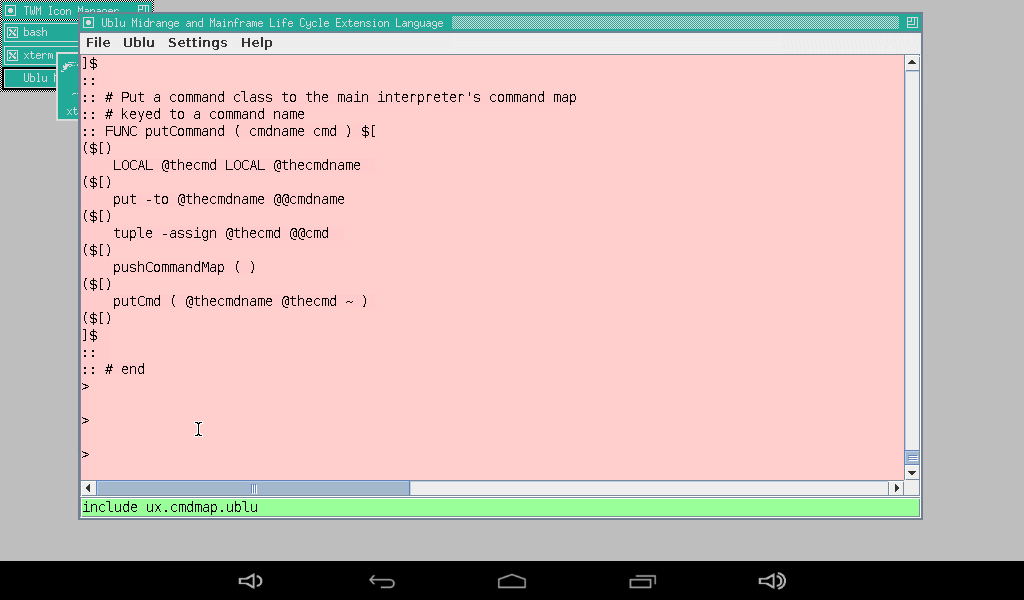 TWM Icon Manager
bash
xterm
Ublu
xt
Ublu Midrange and Mainframe Life Cycle Extension Language
File Ublu Settings Help
]$
::
:: # Put a command class to the main interpreter's command map
:: # keyed to a command name
:: FUNC putCommand ( cmdname cmd ) $[
($[)
LOCAL @thecmd LOCAL @thecmdname
($[)
put -to @thecmdname @@cmdname
($[)
tuple -assign @thecmd @@cmd
($[)
pushCommandMap ( )
($[)
putCmd ( @thecmdname @thecmd ~ )
($[)
]$
::
:: # end
>
>
>
include ux.cmdmap.ublu